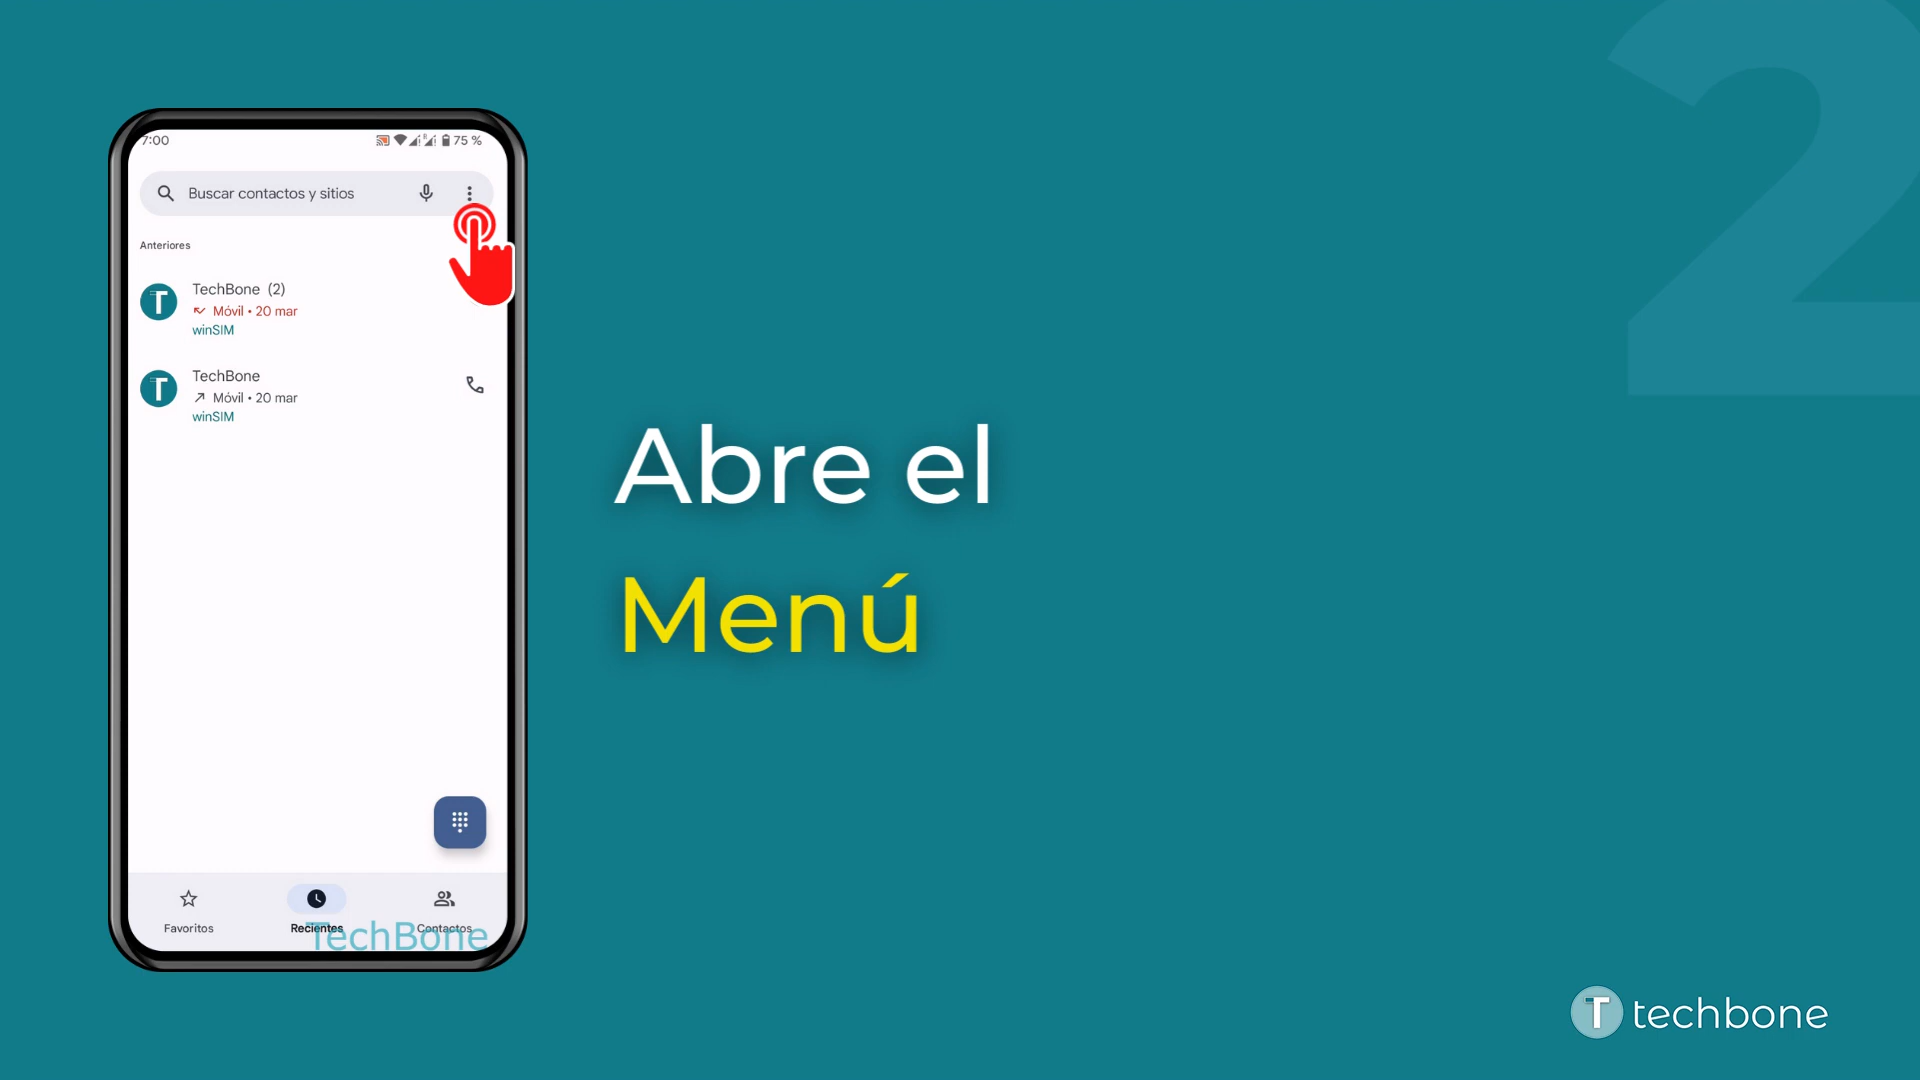 2
7:00
75 %
Buscar contactos y sitios
Anteriores
T
TechBone (2)
Móvil • 20 mar
winSIM
T
TechBone
Móvil • 20 mar
winSIM
Abre el
Menú
Favoritos
Recientes
Contactos
TechBone
T techbone